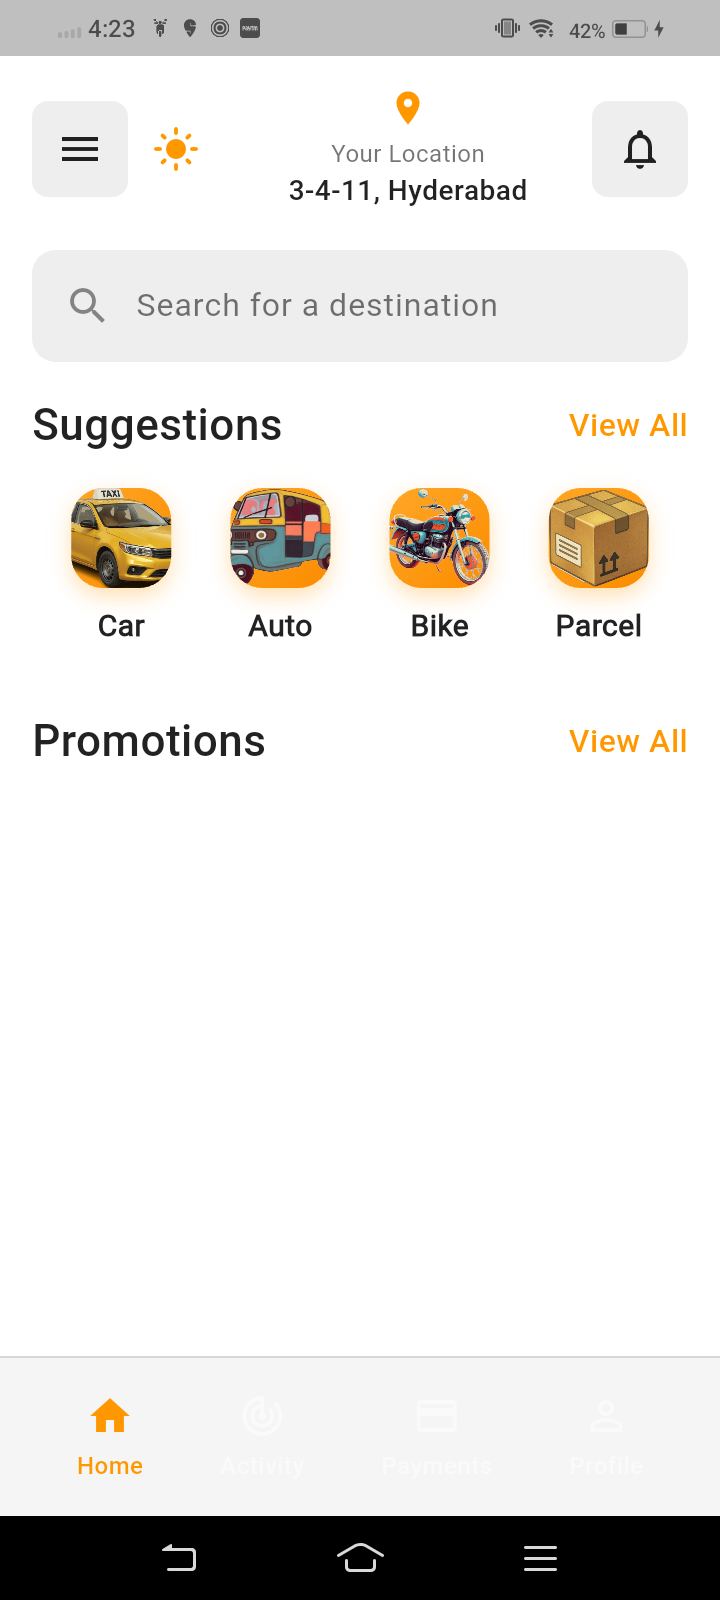 4:23
42%
Your Location
3-4-11, Hyderabad
Search for a destination
Suggestions
View All
TAXI
Car
Auto
Bike
Parcel
Promotions
View All
Home
Activity
Payments
Profile